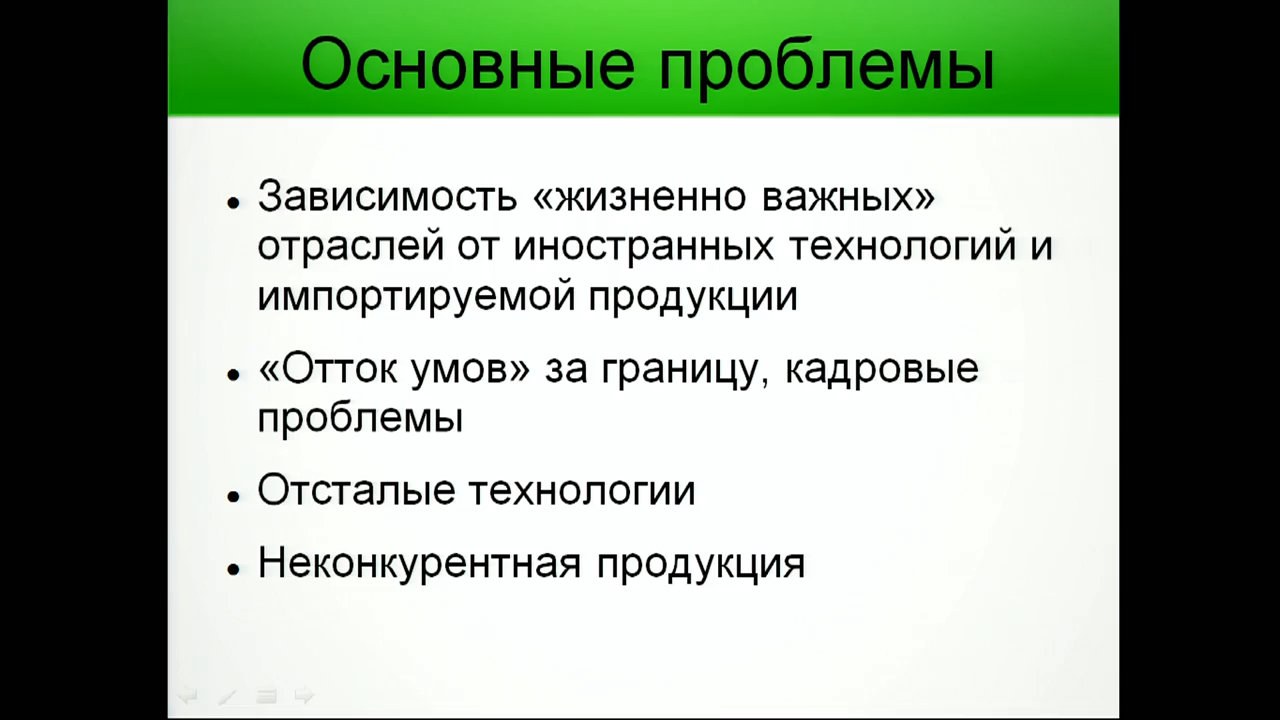 Основные проблемы
• Зависимость «жизненно важных»
отраслей от иностранных технологий и
импортируемой продукции
• «Отток умов» за границу, кадровые
проблемы
• Отсталые технологии
• Неконкурентная продукция